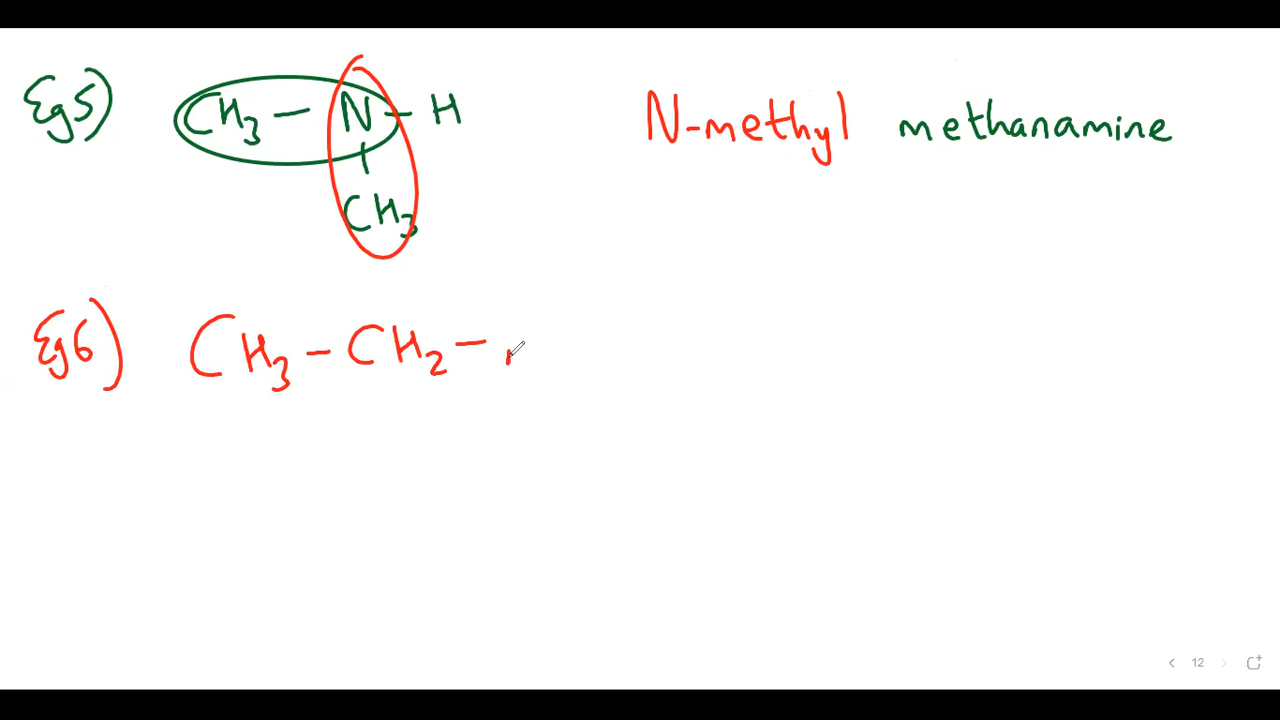 Eg5) CH3 - N - H N-methyl methanamine
|
CH3
Eg6) CH3 - CH2 -
12